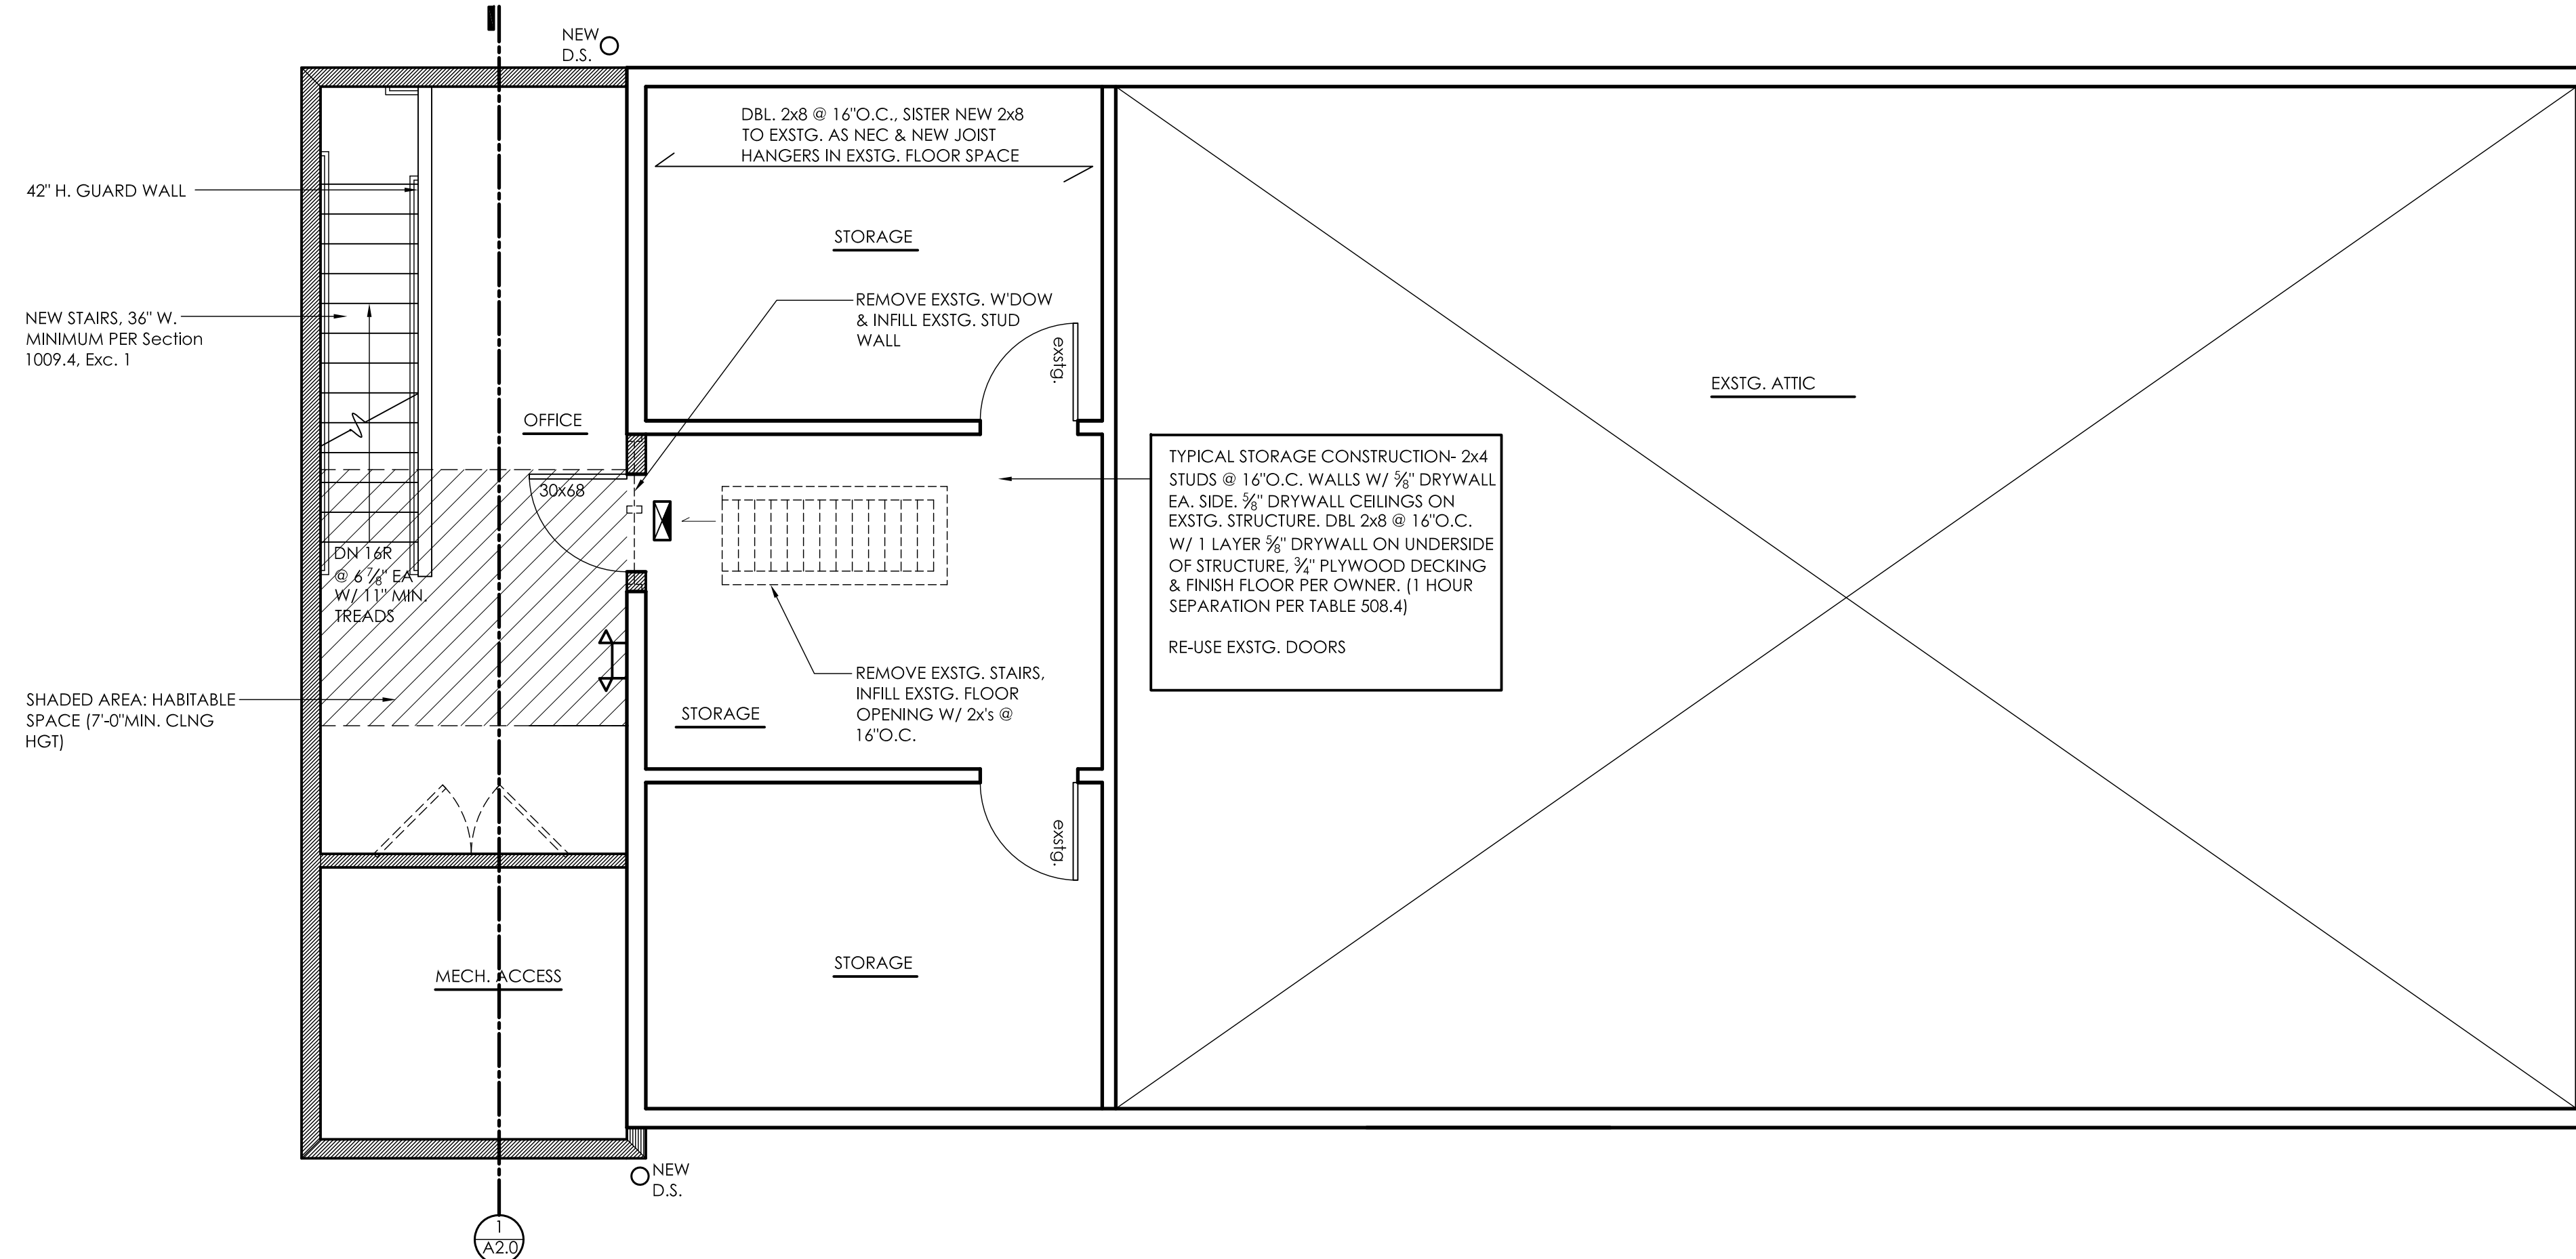 NEW
D.S.
DBL. 2x8 @ 16"O.C., SISTER NEW 2x8
TO EXSTG. AS NEC & NEW JOIST
HANGERS IN EXSTG. FLOOR SPACE
42" H. GUARD WALL
STORAGE
REMOVE EXSTG. W'DOW
& INFILL EXSTG. STUD
WALL
NEW STAIRS, 36" W.
MINIMUM PER Section
1009.4, Exc. 1
exstg.
EXSTG. ATTIC
OFFICE
30x68
TYPICAL STORAGE CONSTRUCTION- 2x4
STUDS @ 16"O.C. WALLS W/ ⅝" DRYWALL
EA. SIDE. ⅝" DRYWALL CEILINGS ON
EXSTG. STRUCTURE. DBL 2x8 @ 16"O.C.
W/ 1 LAYER ⅝" DRYWALL ON UNDERSIDE
OF STRUCTURE, ¾" PLYWOOD DECKING
& FINISH FLOOR PER OWNER. (1 HOUR
SEPARATION PER TABLE 508.4)
RE-USE EXSTG. DOORS
DN 16R
@ 6 ⅞" EA
W/ 11" MIN.
TREADS
SHADED AREA: HABITABLE
SPACE (7'-0"MIN. CLNG
HGT)
REMOVE EXSTG. STAIRS,
INFILL EXSTG. FLOOR
OPENING W/ 2x's @
16"O.C.
STORAGE
exstg.
STORAGE
MECH. ACCESS
NEW
D.S.
1
A2.0